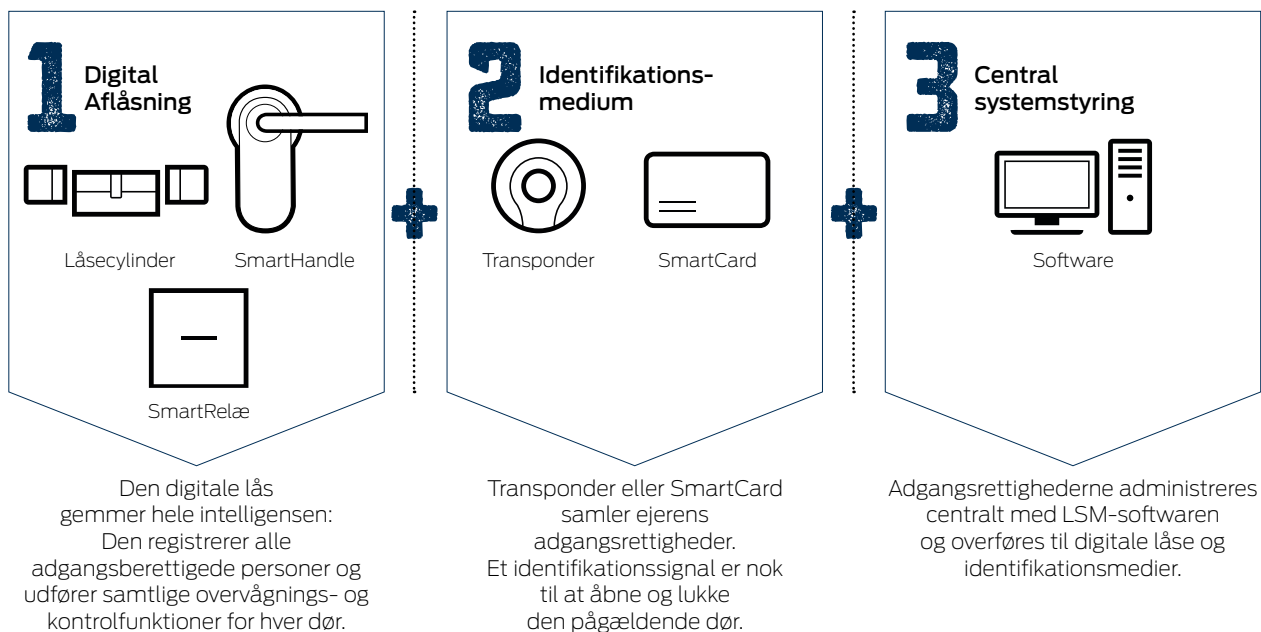 1
Digital
Aflåsning
Låsecylinder
SmartHandle
SmartRelæ
Den digitale lås
gemmer hele intelligensen:
Den registrerer alle
adgangsberettigede personer og
udfører samtlige overvågnings- og
kontrolfunktioner for hver dør.
+
2
Identifikations-
medium
Transponder
SmartCard
Transponder eller SmartCard
samler ejerens
adgangsrettigheder.
Et identifikationssignal er nok
til at åbne og lukke
den pågældende dør.
+
3
Central
systemstyring
Software
Adgangsrettighederne administreres
centralt med LSM-softwaren
og overføres til digitale låse og
identifikationsmedier.